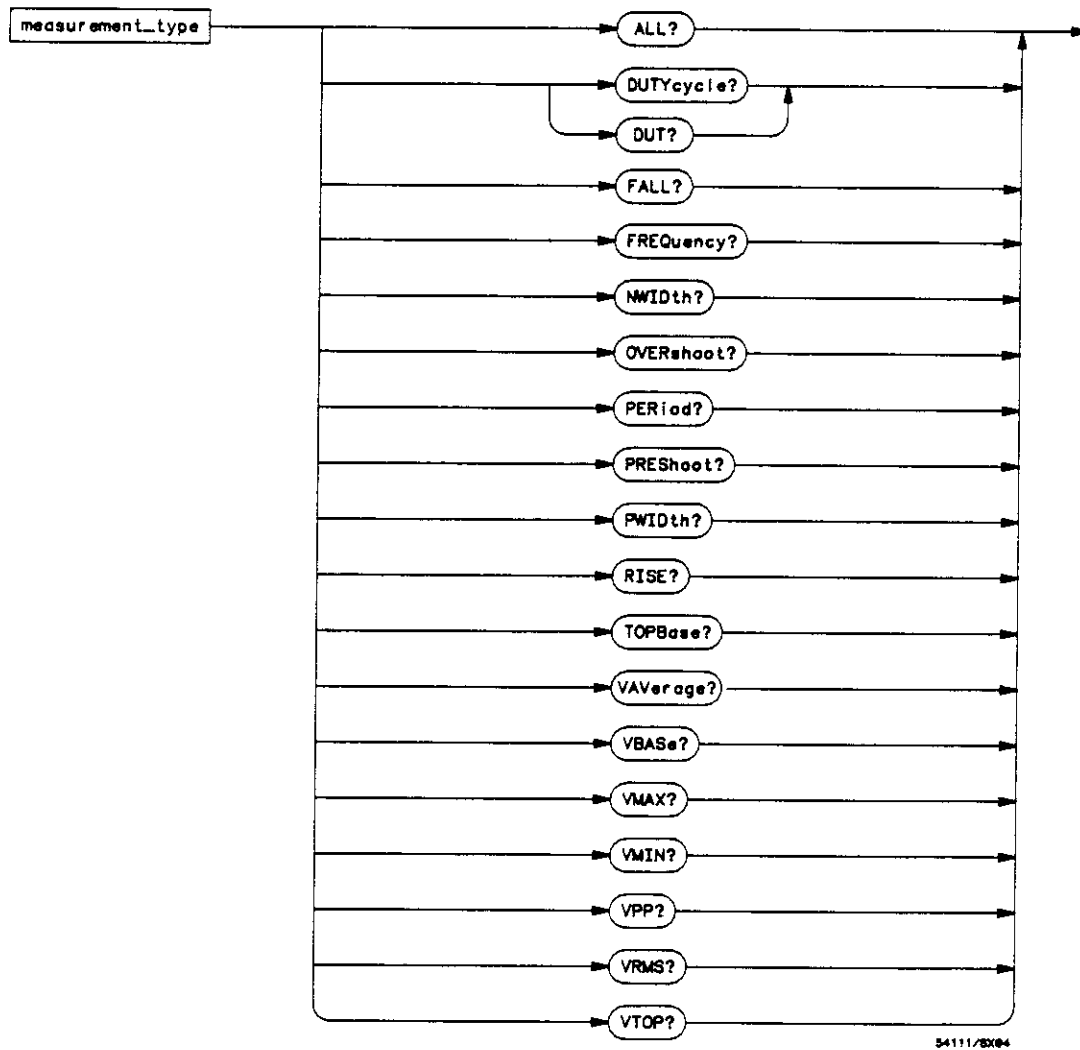 measurement_type
ALL?
DUTYcycle?
DUT?
FALL?
FREQuency?
NWIDth?
OVERshoot?
PERiod?
PREShoot?
PWIDth?
RISE?
TOPBase?
VAVerage?
VBASe?
VMAX?
VMIN?
VPP?
VRMS?
VTOP?
54111/SX04